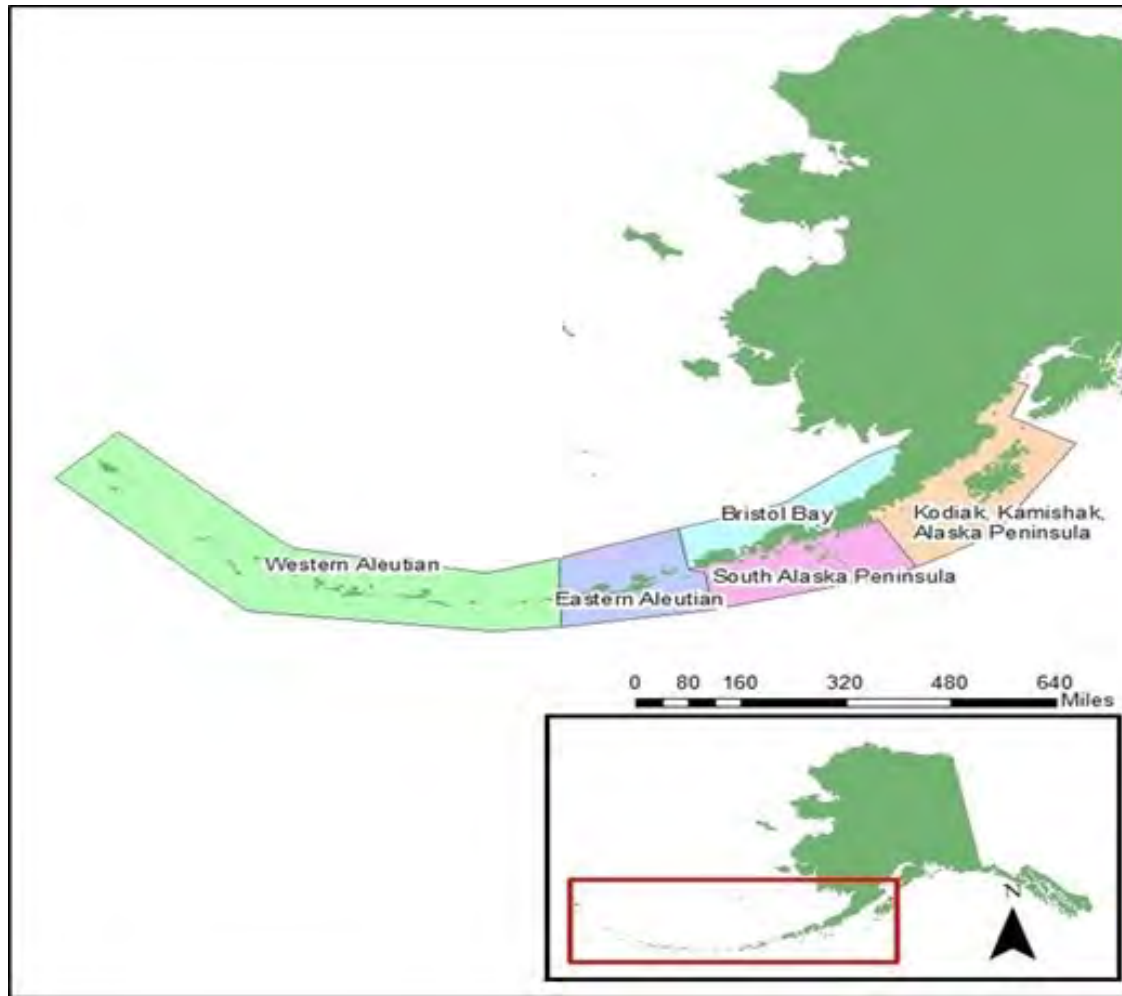 Bristol Bay
Kodiak, Kamishak,
Alaska Peninsula
Western Aleutian
South Alaska Peninsula
Eastern Aleutian
0 80 160 320 480 640
Miles
N